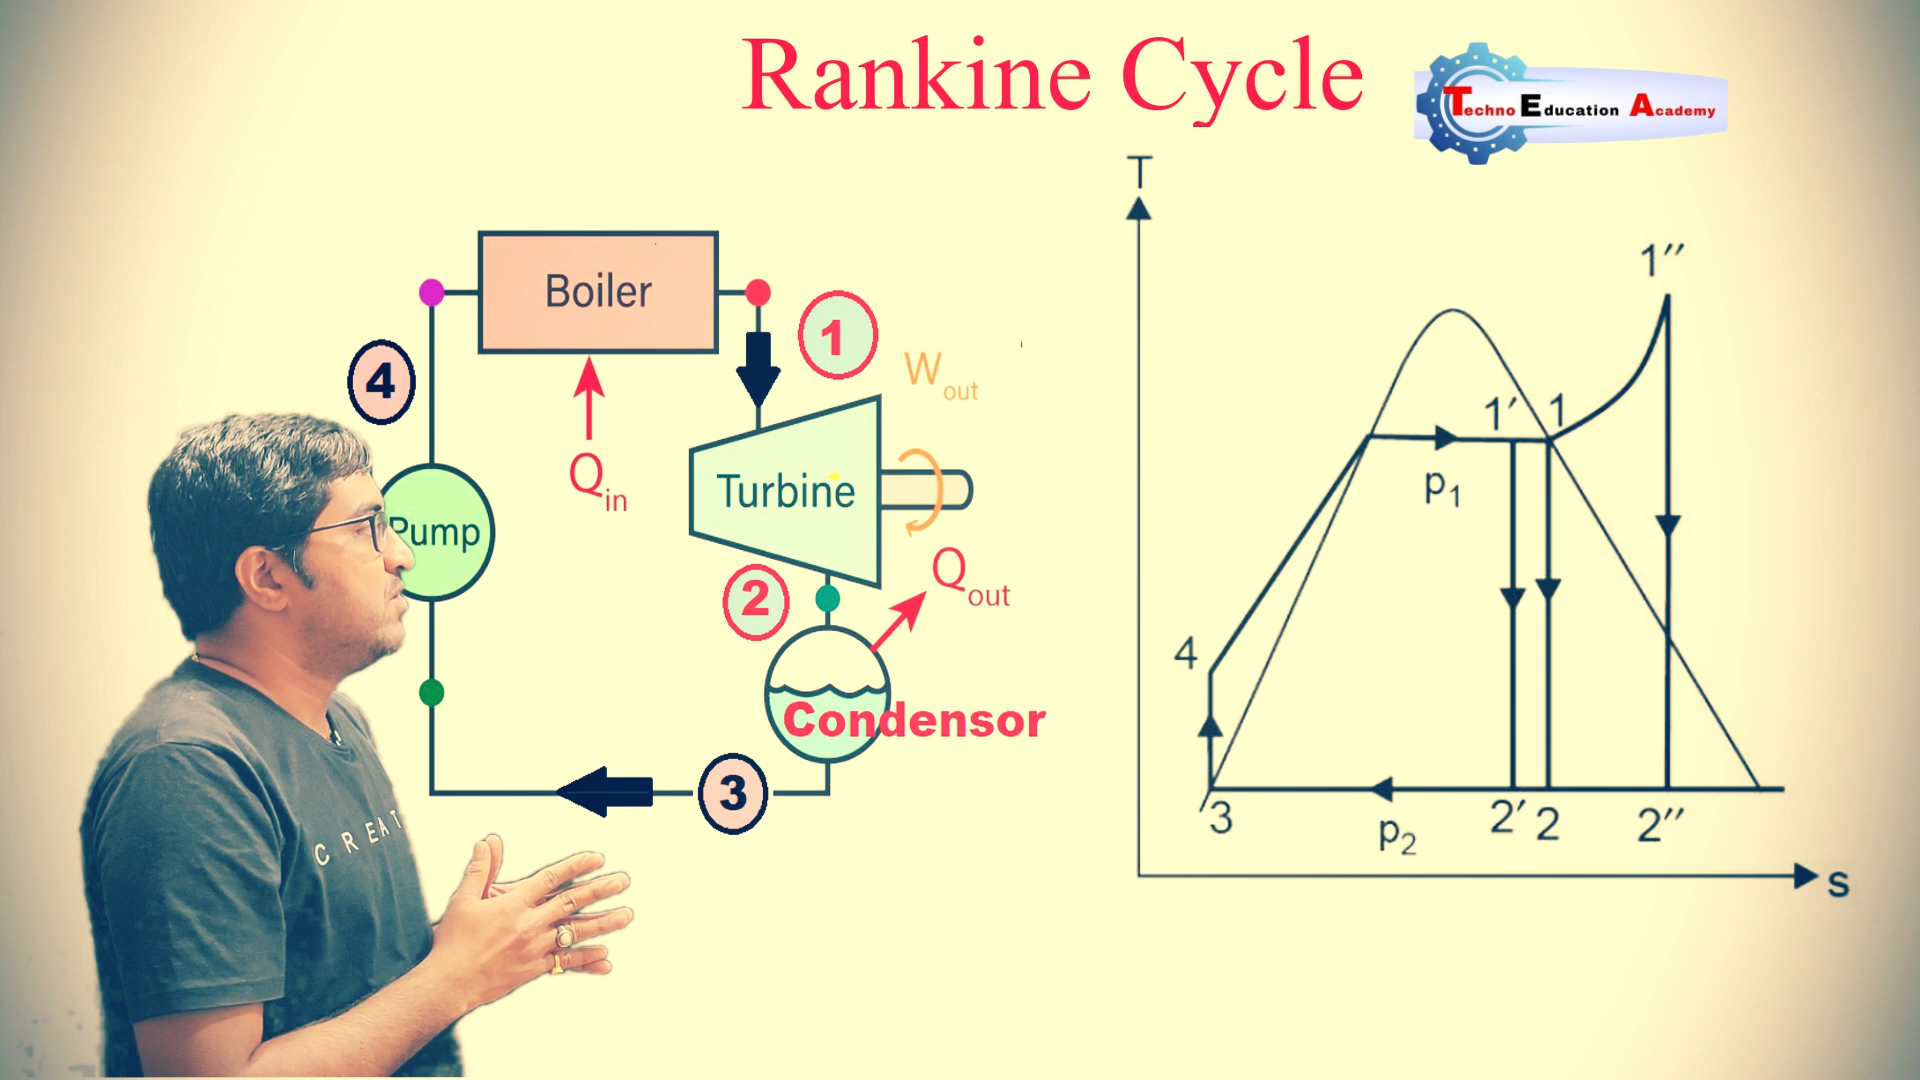 Rankine Cycle
Techno Education Academy
Boiler
1
4
W out
Q in
Turbine
Pump
2
Q out
Condensor
3
CREAT
T
1′′
1′ 1
p1
4
3
p2
2′ 2 2′′
s